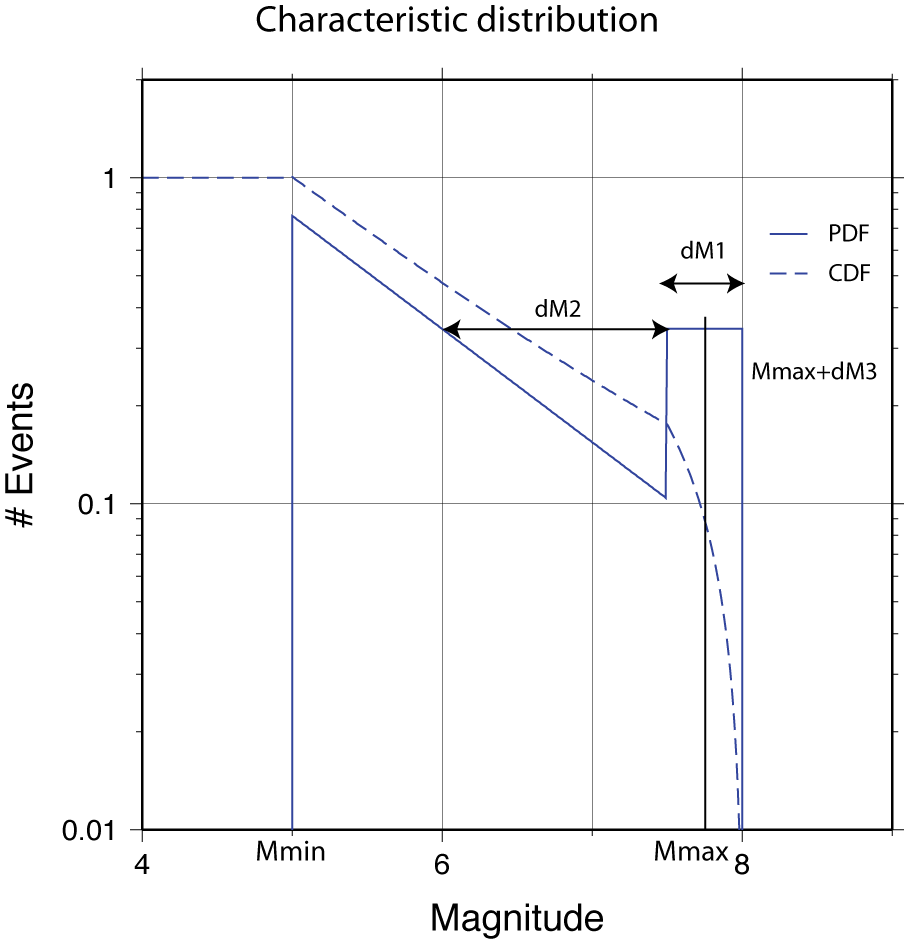 Characteristic distribution
1
0.1
0.01
# Events
PDF
CDF
dM1
dM2
Mmax+dM3
Mmin
Mmax
4
6
8
Magnitude